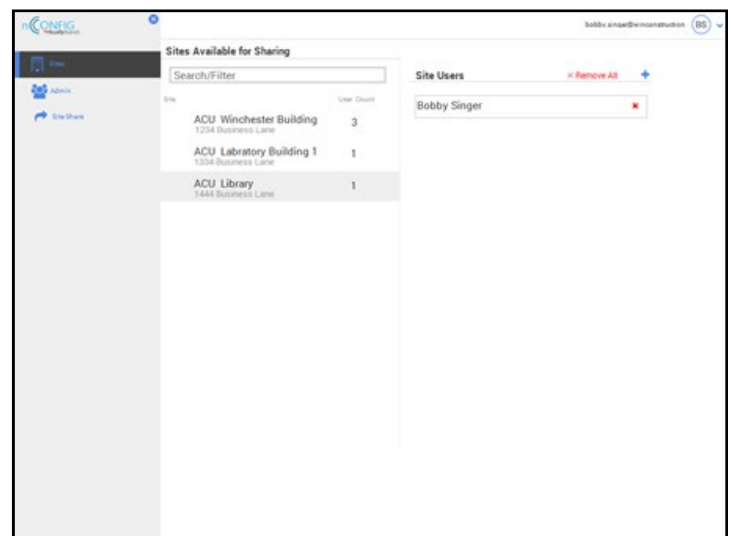 nCONFIG
bobby.singer@winconstruction
BS
Sites
Admin
Site Share
Sites Available for Sharing
Search/Filter
Site User Count
ACU Winchester Building 3
1234 Business Lane
ACU Labratory Building 1 1
1334 Business Lane
ACU Library 1
1444 Business Lane
Site Users × Remove All +
Bobby Singer ×